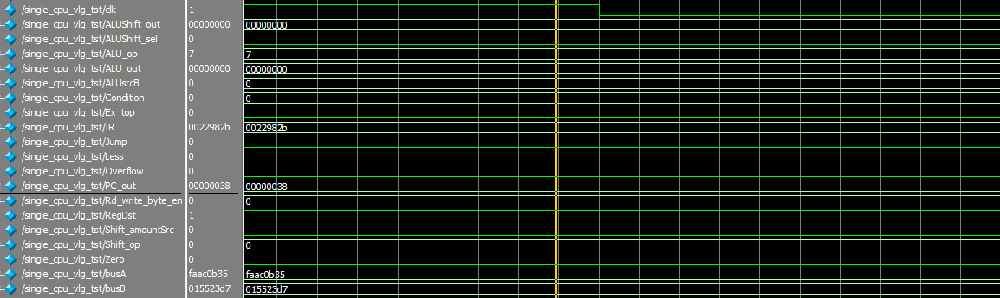 /single_cpu_vlg_tst/clk 1
/single_cpu_vlg_tst/ALUShift_out 00000000 00000000
/single_cpu_vlg_tst/ALUShift_sel 0
/single_cpu_vlg_tst/ALU_op 7 7
/single_cpu_vlg_tst/ALU_out 00000000 00000000
/single_cpu_vlg_tst/ALUsrcB 0 0
/single_cpu_vlg_tst/Condition 0 0
/single_cpu_vlg_tst/Ex_top 0
/single_cpu_vlg_tst/IR 0022982b 0022982b
/single_cpu_vlg_tst/Jump 0
/single_cpu_vlg_tst/Less 0
/single_cpu_vlg_tst/Overflow 0
/single_cpu_vlg_tst/PC_out 00000038 00000038
/single_cpu_vlg_tst/Rd_write_byte_en 0 0
/single_cpu_vlg_tst/RegDst 1
/single_cpu_vlg_tst/Shift_amountSrc 0
/single_cpu_vlg_tst/Shift_op 0 0
/single_cpu_vlg_tst/Zero 0
/single_cpu_vlg_tst/busA faac0b35 faac0b35
/single_cpu_vlg_tst/busB 015523d7 015523d7